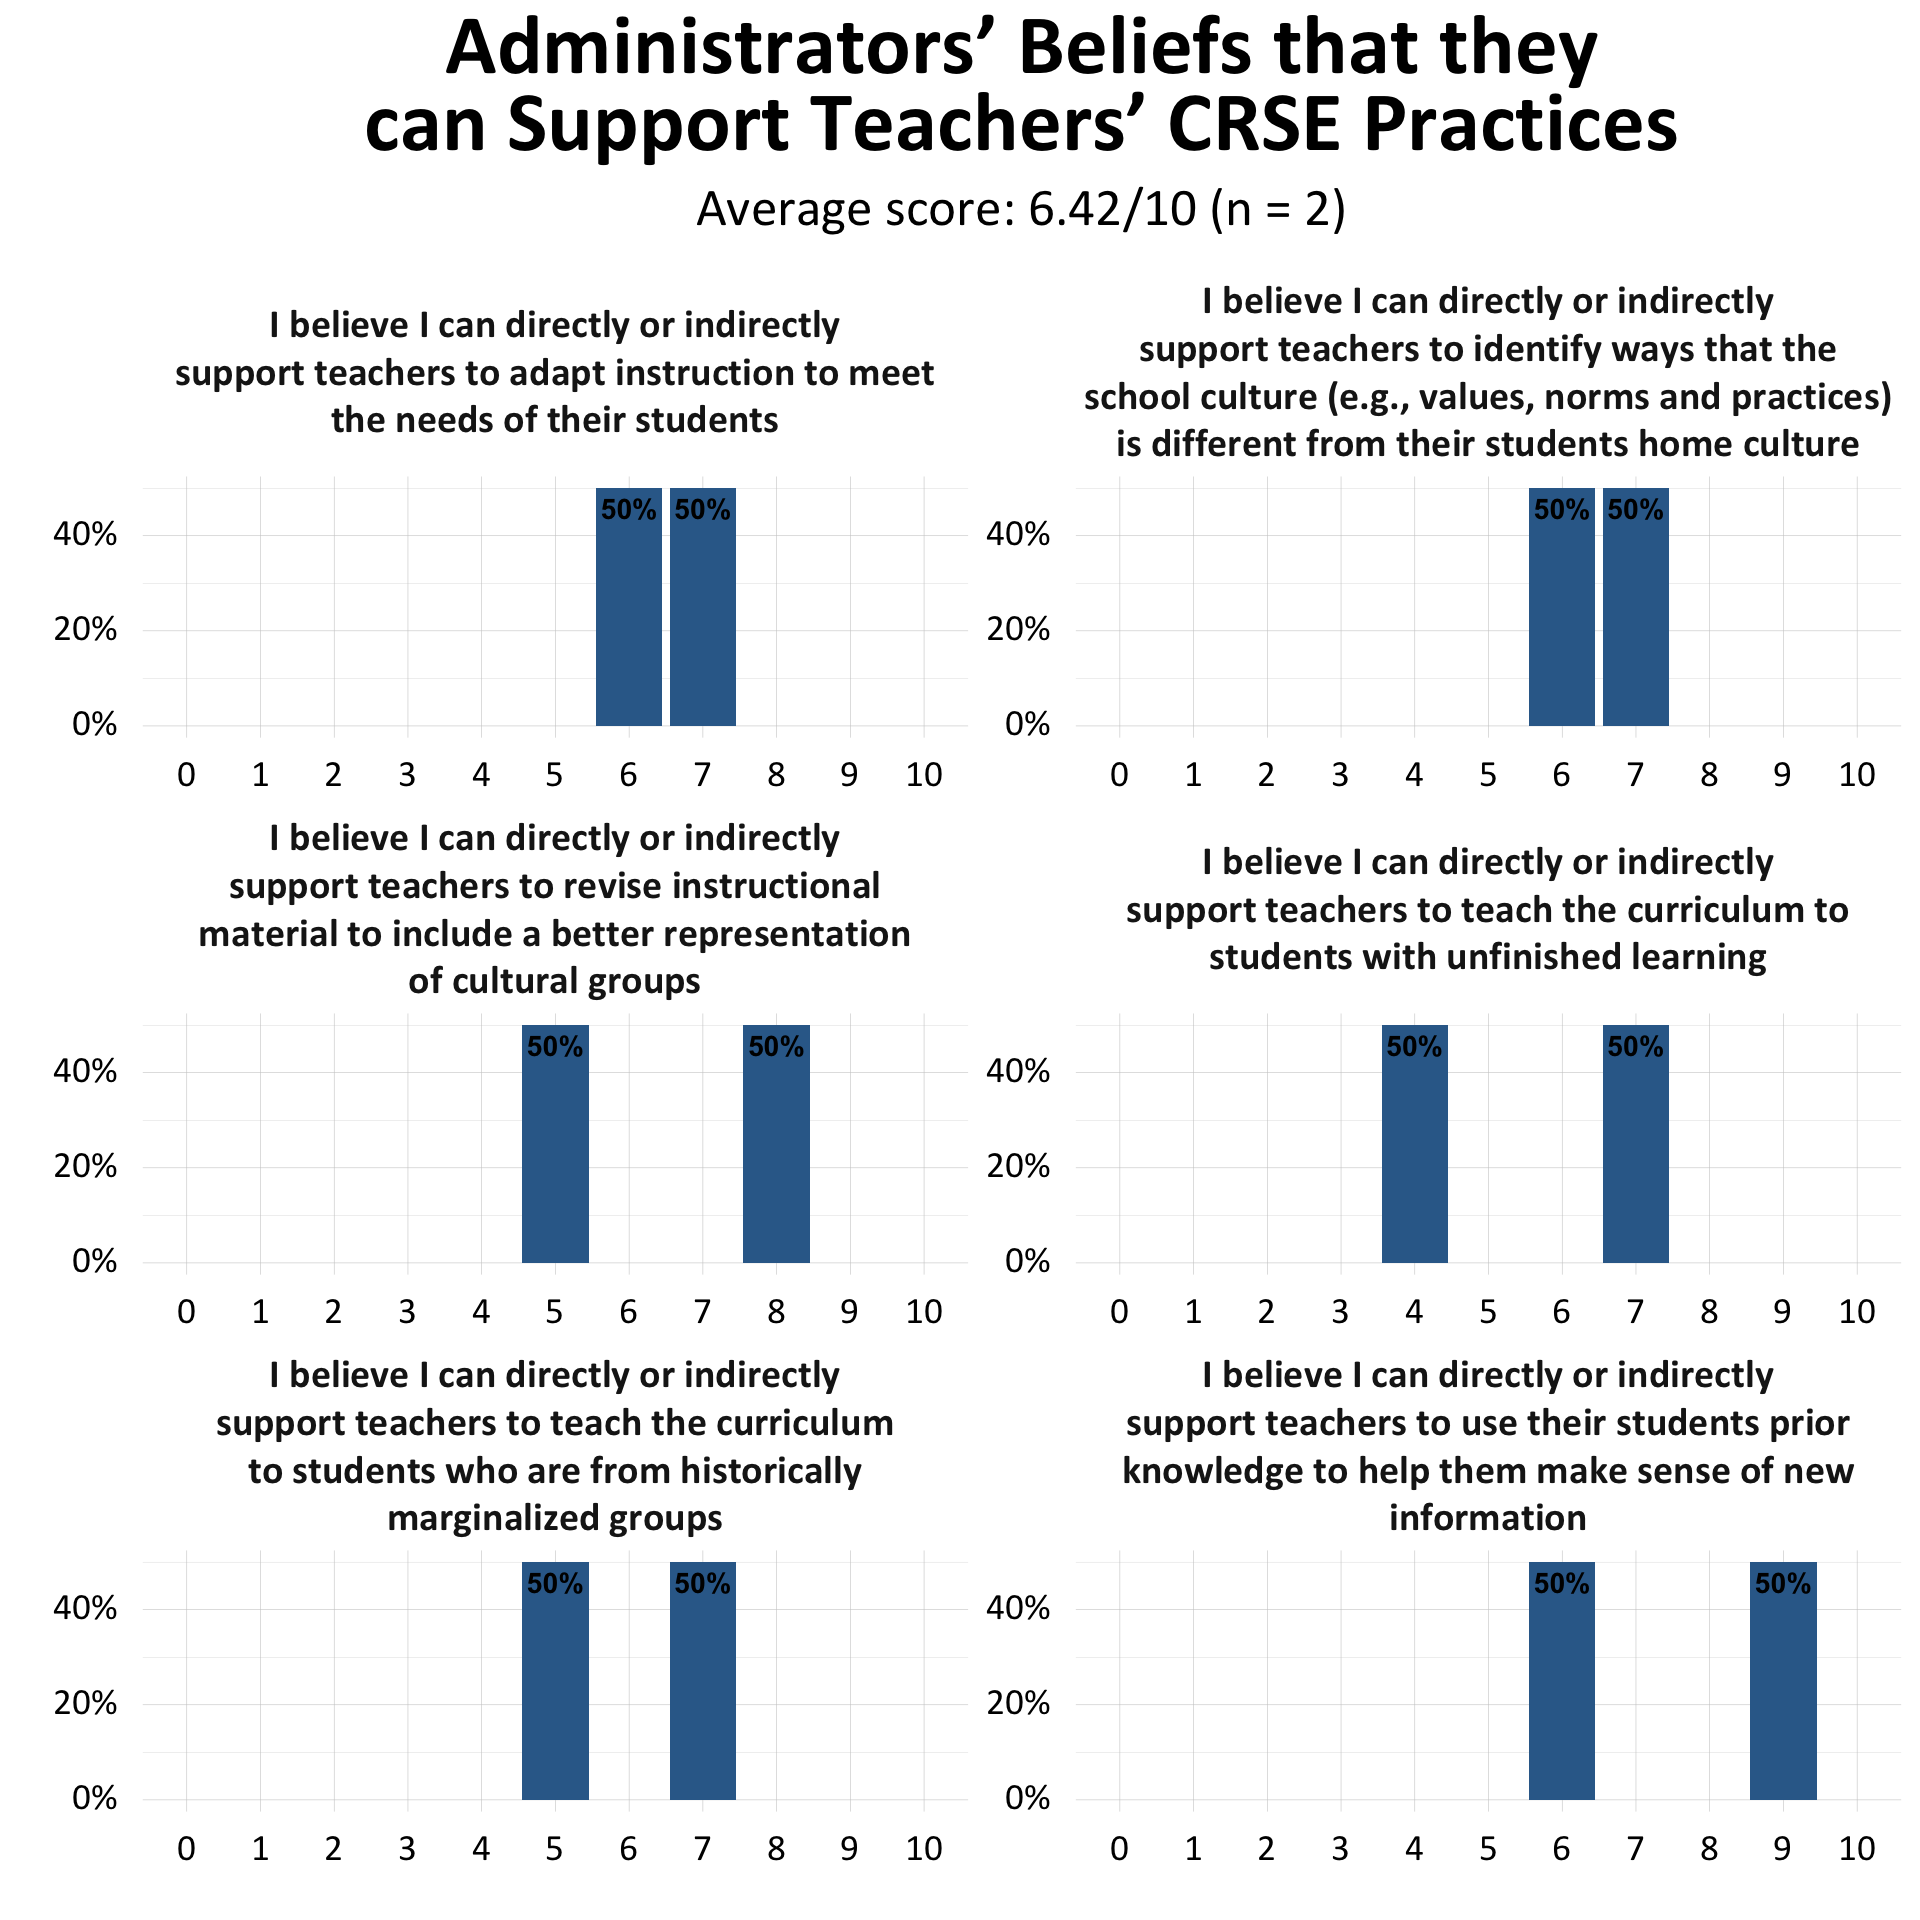 Administrators’ Beliefs that they
can Support Teachers’ CRSE Practices
Average score: 6.42/10 (n = 2)
I believe I can directly or indirectly
support teachers to adapt instruction to meet
the needs of their students
50% 50%
40%
20%
0%
0 1 2 3 4 5 6 7 8 9 10
I believe I can directly or indirectly
support teachers to identify ways that the
school culture (e.g., values, norms and practices)
is different from their students home culture
50% 50%
40%
20%
0%
0 1 2 3 4 5 6 7 8 9 10
I believe I can directly or indirectly
support teachers to revise instructional
material to include a better representation
of cultural groups
50% 50%
40%
20%
0%
0 1 2 3 4 5 6 7 8 9 10
I believe I can directly or indirectly
support teachers to teach the curriculum to
students with unfinished learning
50% 50%
40%
20%
0%
0 1 2 3 4 5 6 7 8 9 10
I believe I can directly or indirectly
support teachers to teach the curriculum
to students who are from historically
marginalized groups
50% 50%
40%
20%
0%
0 1 2 3 4 5 6 7 8 9 10
I believe I can directly or indirectly
support teachers to use their students prior
knowledge to help them make sense of new
information
50% 50%
40%
20%
0%
0 1 2 3 4 5 6 7 8 9 10